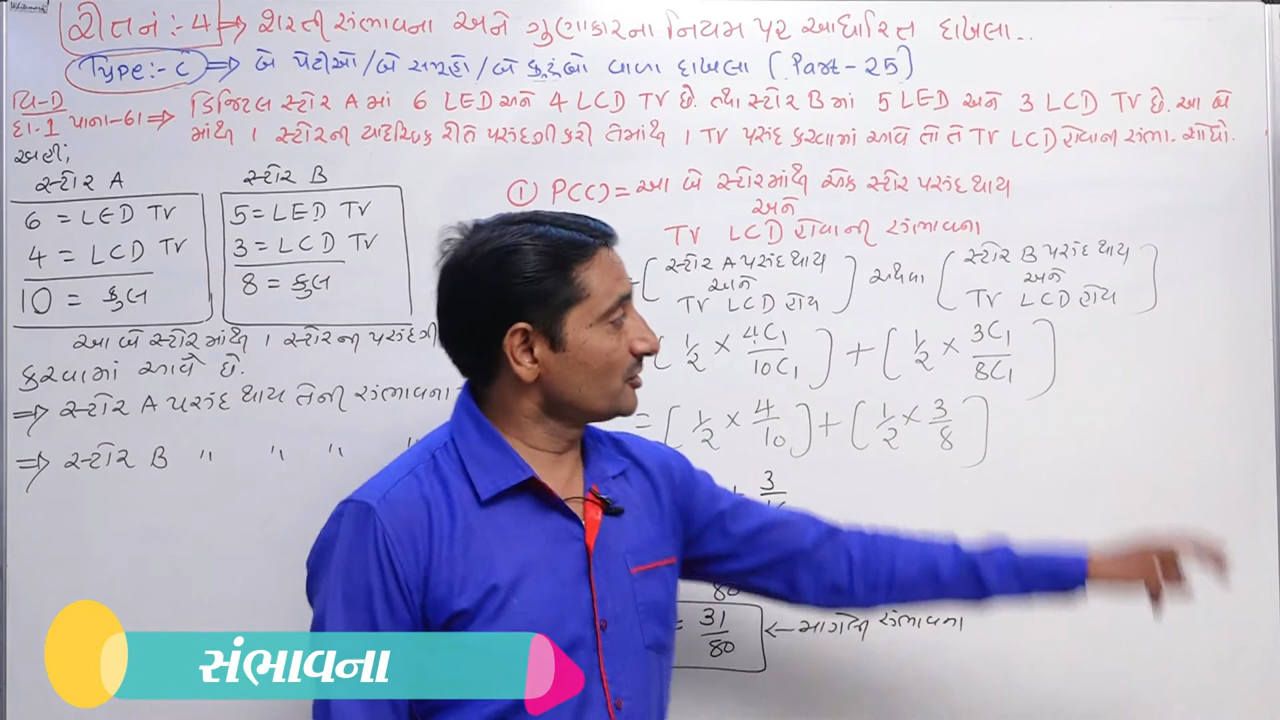 રીત નં:-4 ⇒ શરતી સંભાવના અને ગુણાકારના નિયમ પર આધારિત દાખલા..
Type:- C ⇒ બે પેટીઓ/બે સમૂહો/બે કુટુંબો વાળા દાખલા (Part-25)
વિ-D
દા.1 પાના-61 ⇒ ડિજિટલ સ્ટોર A માં 6 LED અને 4 LCD TV છે. તથા સ્ટોર B માં 5 LED અને 3 LCD TV છે. આ બે
માંથી 1 સ્ટોરની યાદચ્છિક રીતે પસંદગી કરી તેમાંથી 1 TV પસંદ કરવામાં આવે તો તે TV LCD હોવાની સંભા. શોધો.
અહીં,
સ્ટોર A
6 = LED TV
4 = LCD TV
10 = કુલ
સ્ટોર B
5 = LED TV
3 = LCD TV
8 = કુલ
આ બે સ્ટોરમાંથી 1 સ્ટોરની પસંદગી
કરવામાં આવે છે.
⇒ સ્ટોર A પસંદ થાય તેની સંભાવના
⇒ સ્ટોર B " " " "
① P(C) = આ બે સ્ટોરમાંથી એક સ્ટોર પસંદ થાય
અને
TV LCD હોવાની સંભાવના
(સ્ટોર A પસંદ થાય અને TV LCD હોય) અથવા (સ્ટોર B પસંદ થાય અને TV LCD હોય)
(1/2 × 4C1/10C1) + (1/2 × 3C1/8C1)
= (1/2 × 4/10) + (1/2 × 3/8)
3
80
= 31/80 ← માગેલી સંભાવના
સંભાવના